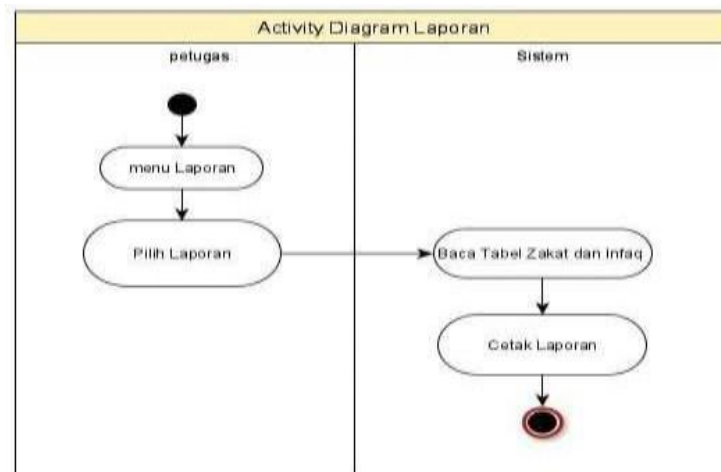 Activity Diagram Laporan
petugas
Sistem
menu Laporan
Pilih Laporan
Baca Tabel Zakat dan Infaq
Cetak Laporan